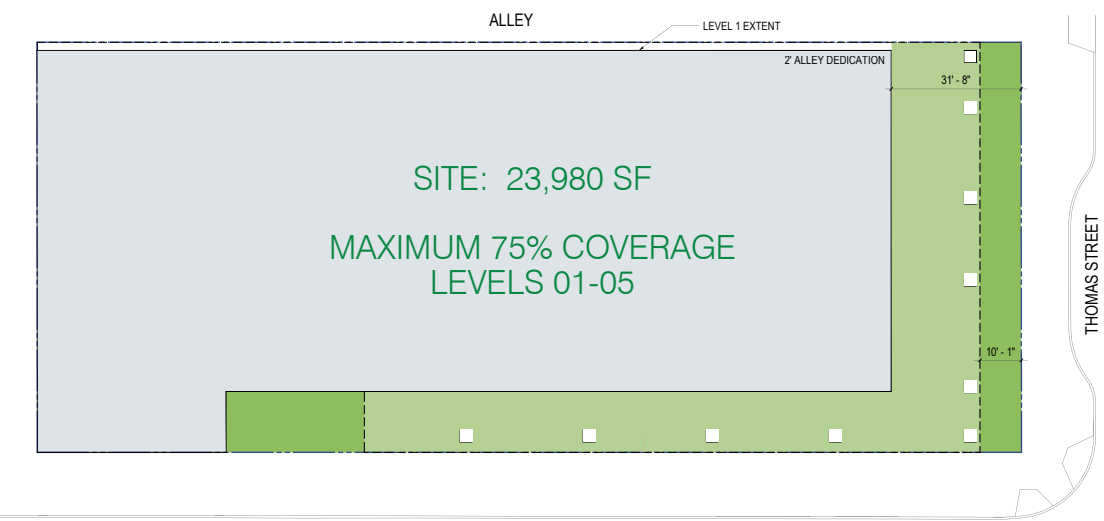 ALLEY
LEVEL 1 EXTENT
2' ALLEY DEDICATION
31' - 8"
SITE: 23,980 SF
MAXIMUM 75% COVERAGE
LEVELS 01-05
THOMAS STREET
10' - 1"